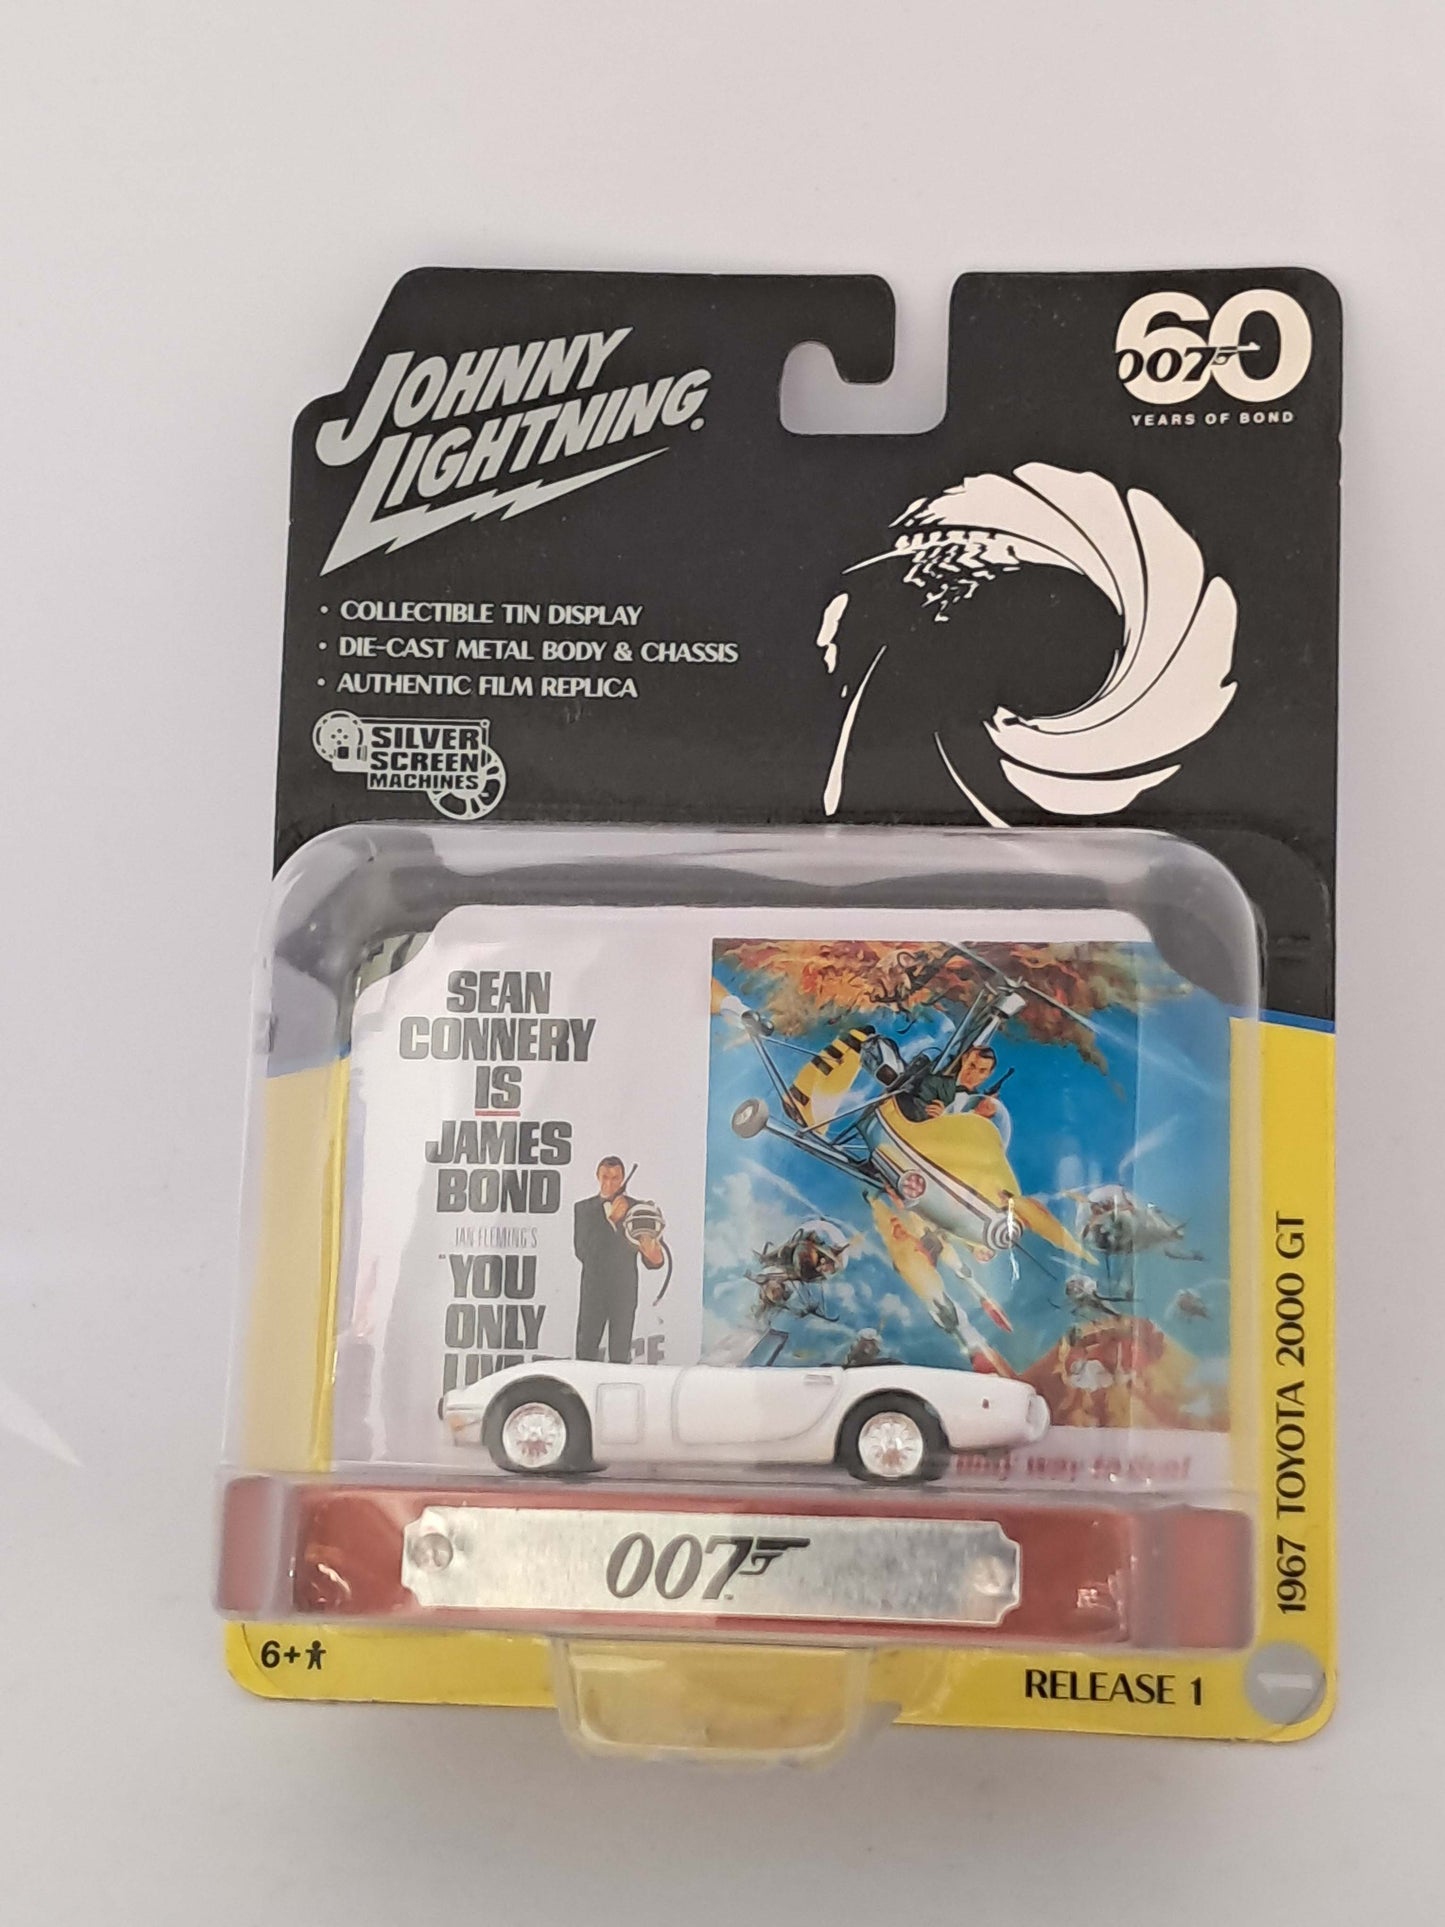 JOHNNY
LIGHTNING
60
007
YEARS OF BOND
• COLLECTIBLE TIN DISPLAY
• DIE-CAST METAL BODY & CHASSIS
• AUTHENTIC FILM REPLICA
SILVER
SCREEN
MACHINES
SEAN
CONNERY
IS
JAMES
BOND
IAN FLEMING'S
"YOU
ONLY
007
1967 TOYOTA 2000 GT
6+
RELEASE 1
1